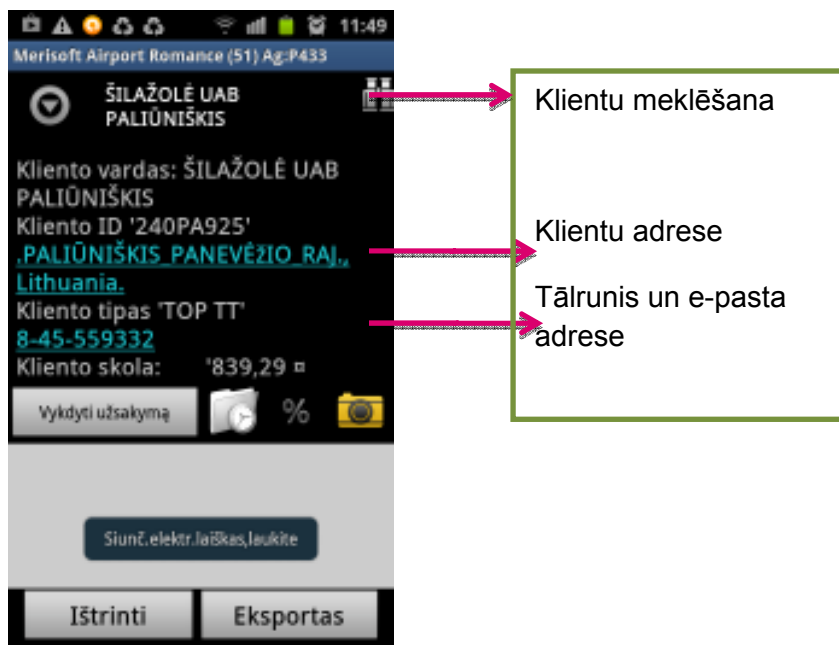 11:49
Merisoft Airport Romance (51) Ag:P433
ŠILAŽOLĖ UAB
PALIŪNIŠKIS
Kliento vardas: ŠILAŽOLĖ UAB
PALIŪNIŠKIS
Kliento ID '240PA925'
.PALIŪNIŠKIS_PANEVĖŽIO_RAJ.,
Lithuania.
Kliento tipas 'TOP TT'
8-45-559332
Kliento skola: '839,29 ¤
Vykdyti užsakymą
%
Siunč.elektr.laiškas,laukite
Ištrinti
Eksportas
Klientu meklēšana
Klientu adrese
Tālrunis un e-pasta
adrese